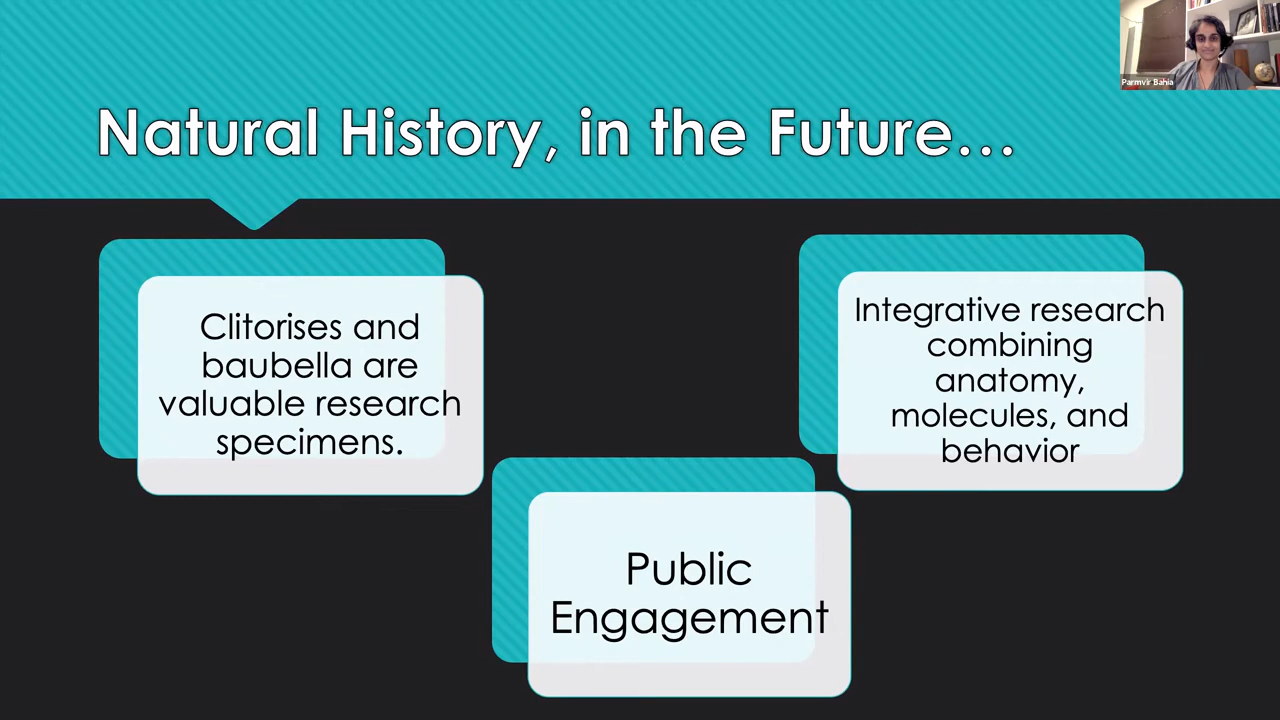 Parmvir Bahia
Natural History, in the Future…
Clitorises and
baubella are
valuable research
specimens.
Integrative research
combining
anatomy,
molecules, and
behavior
Public
Engagement